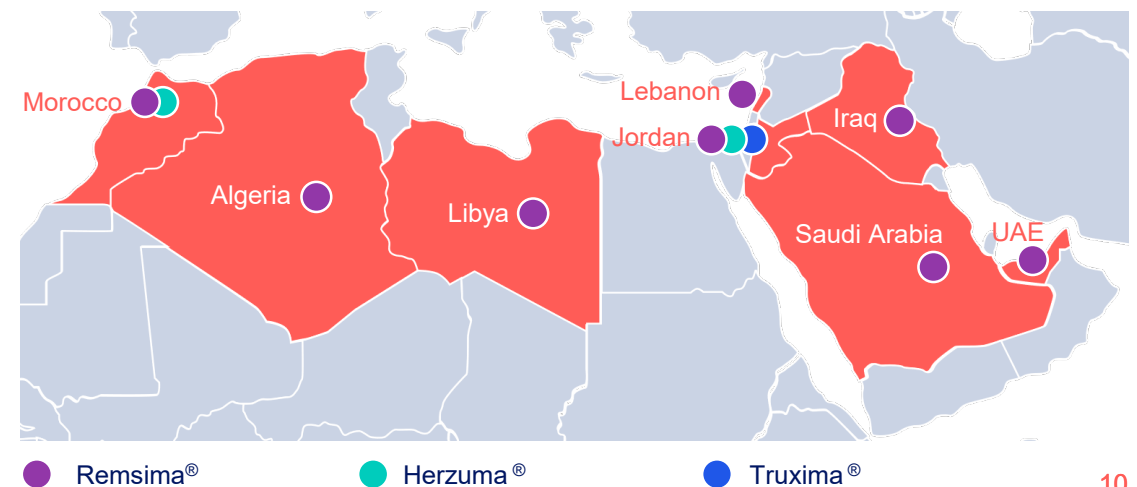 Morocco
Lebanon
Jordan
Iraq
Algeria
Libya
Saudi Arabia
UAE
Remsima®
Herzuma ®
Truxima ®
10